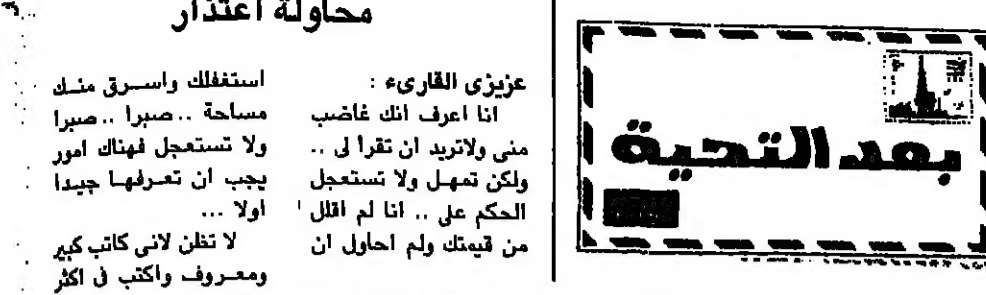 بعد التحية
محاولة اعتذار
عزيزى القارىء :
انا اعرف انك غاضب
منى ولاتريد ان تقرأ لى ..
ولكن تمهل ولا تستعجل
الحكم على .. انا لم اقلل
من قيمتك ولم احاول ان
استغفلك واسرق منك
مساحة .. صبرا .. صبرا
ولا تستعجل فهناك امور
يجب ان تعرفها جيدا
اولا ...
لا تظن لانى كاتب كبير
ومعروف واكتب فى اكثر